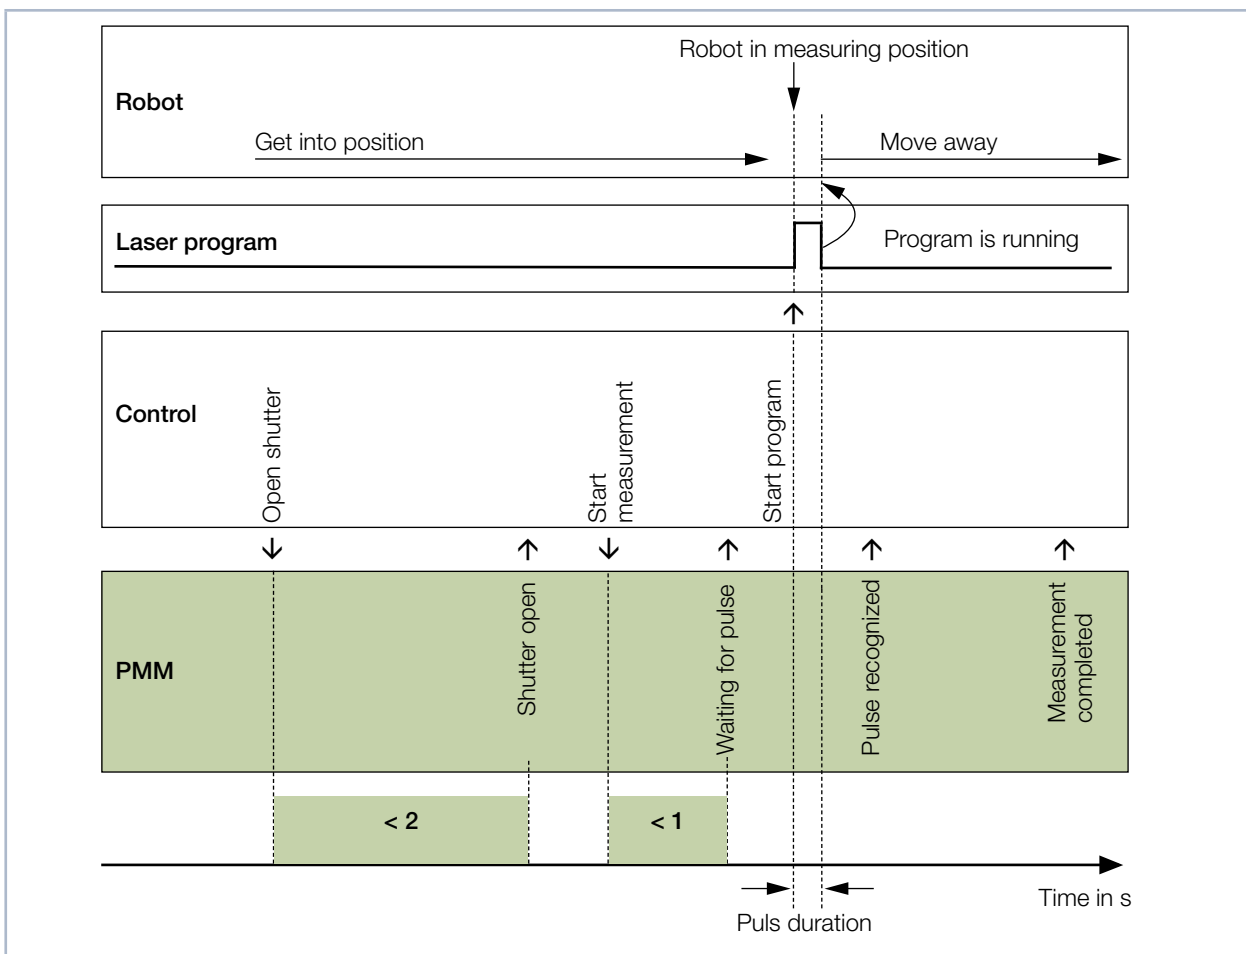 Robot in measuring position
Robot
Get into position
Move away
Laser program
Program is running
Control
Open shutter
Start
measurement
Start program
PMM
Shutter open
Waiting for pulse
Pulse recognized
Measurement
completed
< 2
< 1
Time in s
Puls duration